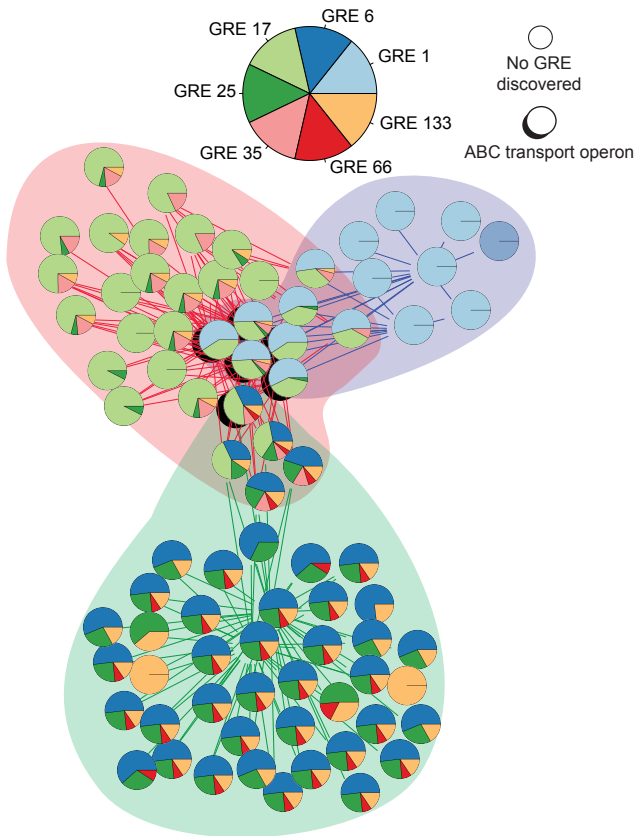 GRE 6
GRE 17
GRE 1
GRE 25
GRE 133
GRE 35
GRE 66
No GRE
discovered
ABC transport operon